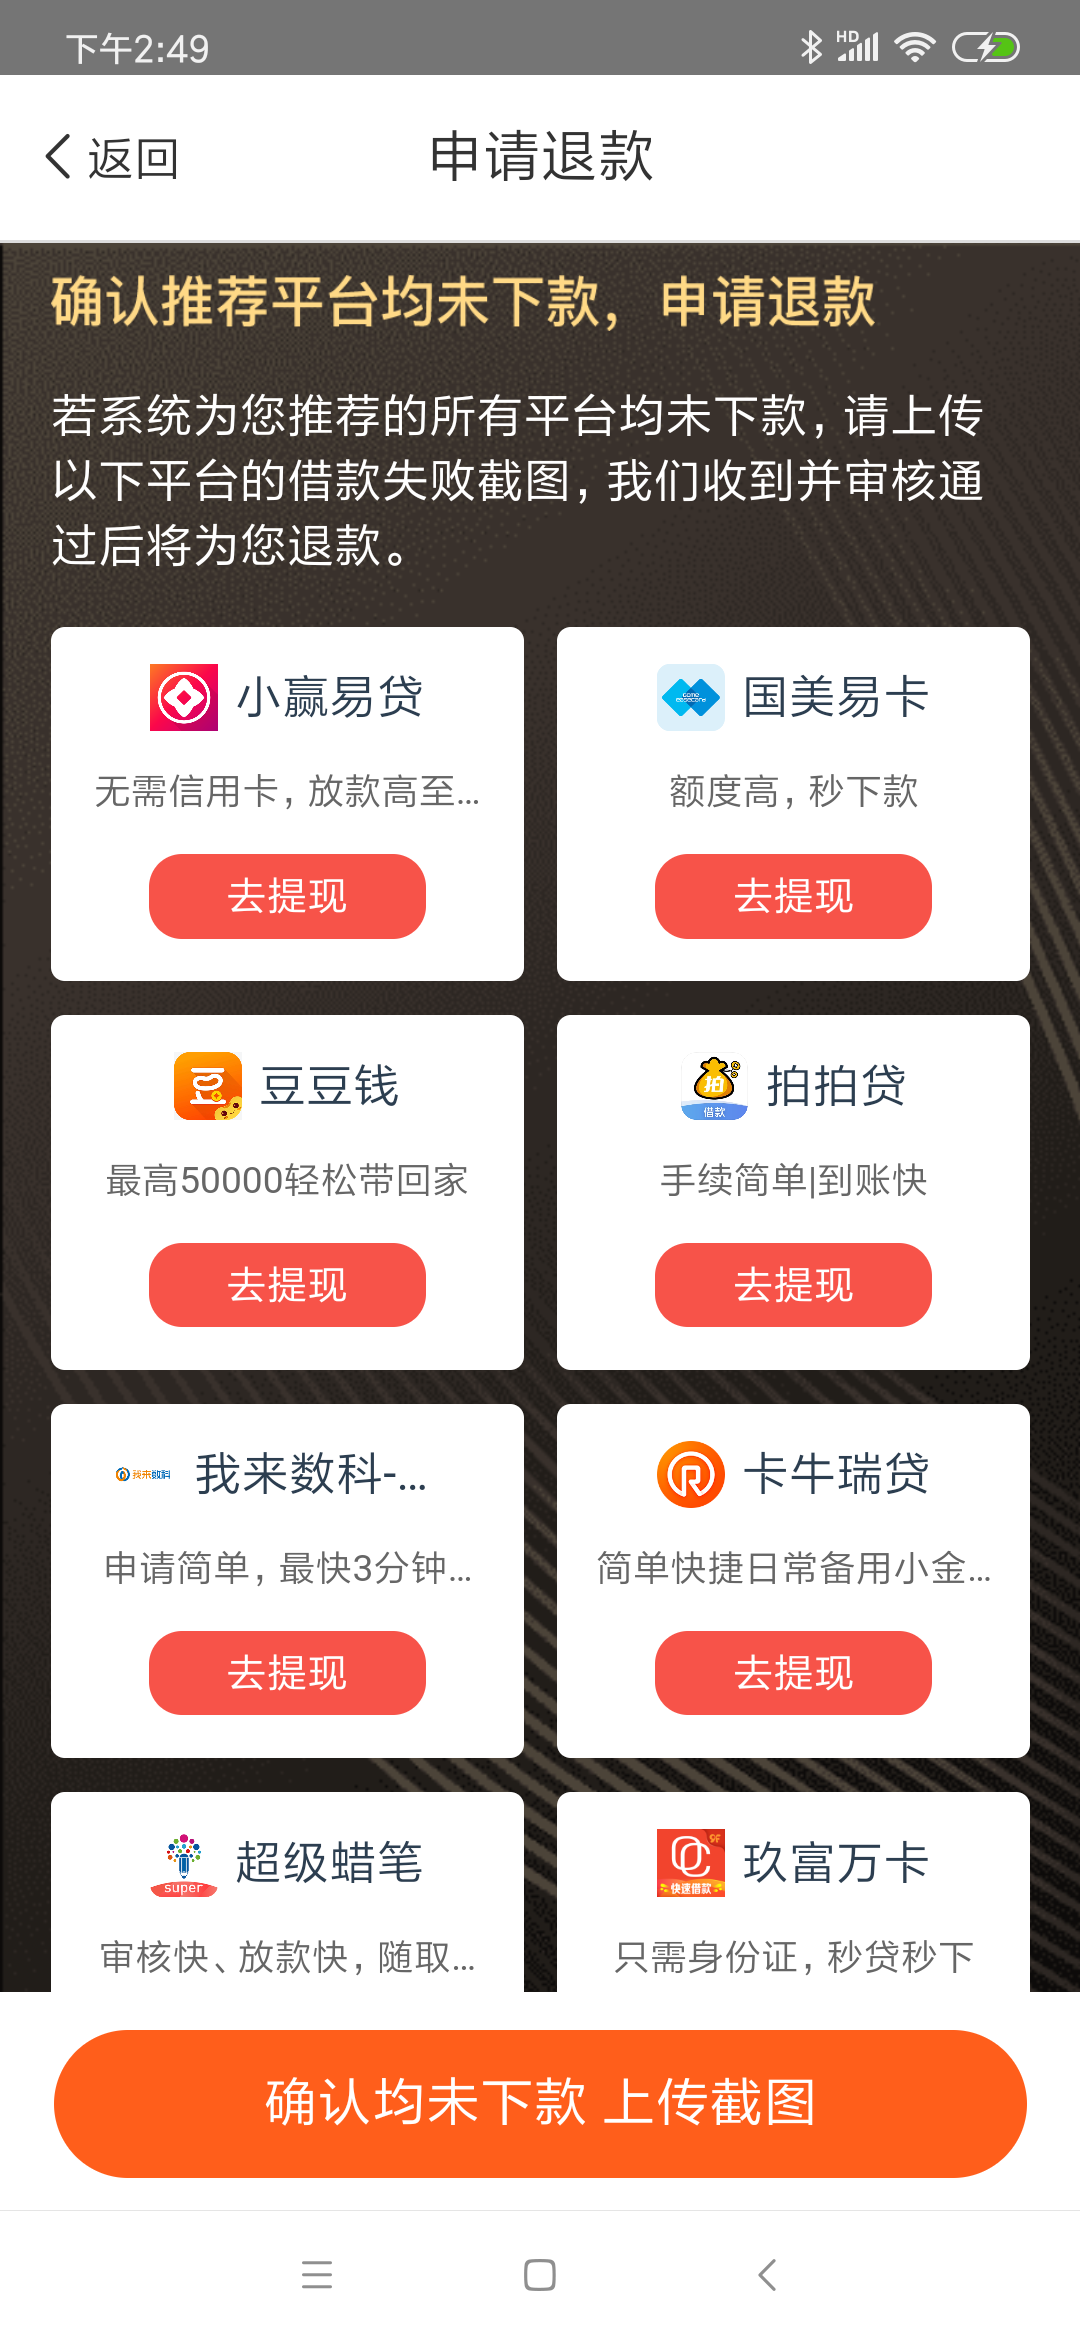 下午2:49
HD
返回
申请退款
确认推荐平台均未下款，申请退款
若系统为您推荐的所有平台均未下款，请上传
以下平台的借款失败截图，我们收到并审核通
过后将为您退款。
小赢易贷
国美易卡
无需信用卡，放款高至...
额度高，秒下款
去提现
去提现
豆
豆豆钱
拍
借款
拍拍贷
最高50000轻松带回家
手续简单|到账快
去提现
去提现
我来数科
我来数科-...
卡牛瑞贷
申请简单，最快3分钟...
简单快捷日常备用小金...
去提现
去提现
super
超级蜡笔
9F
快速借款
玖富万卡
审核快、放款快，随取...
只需身份证，秒贷秒下
确认均未下款 上传截图